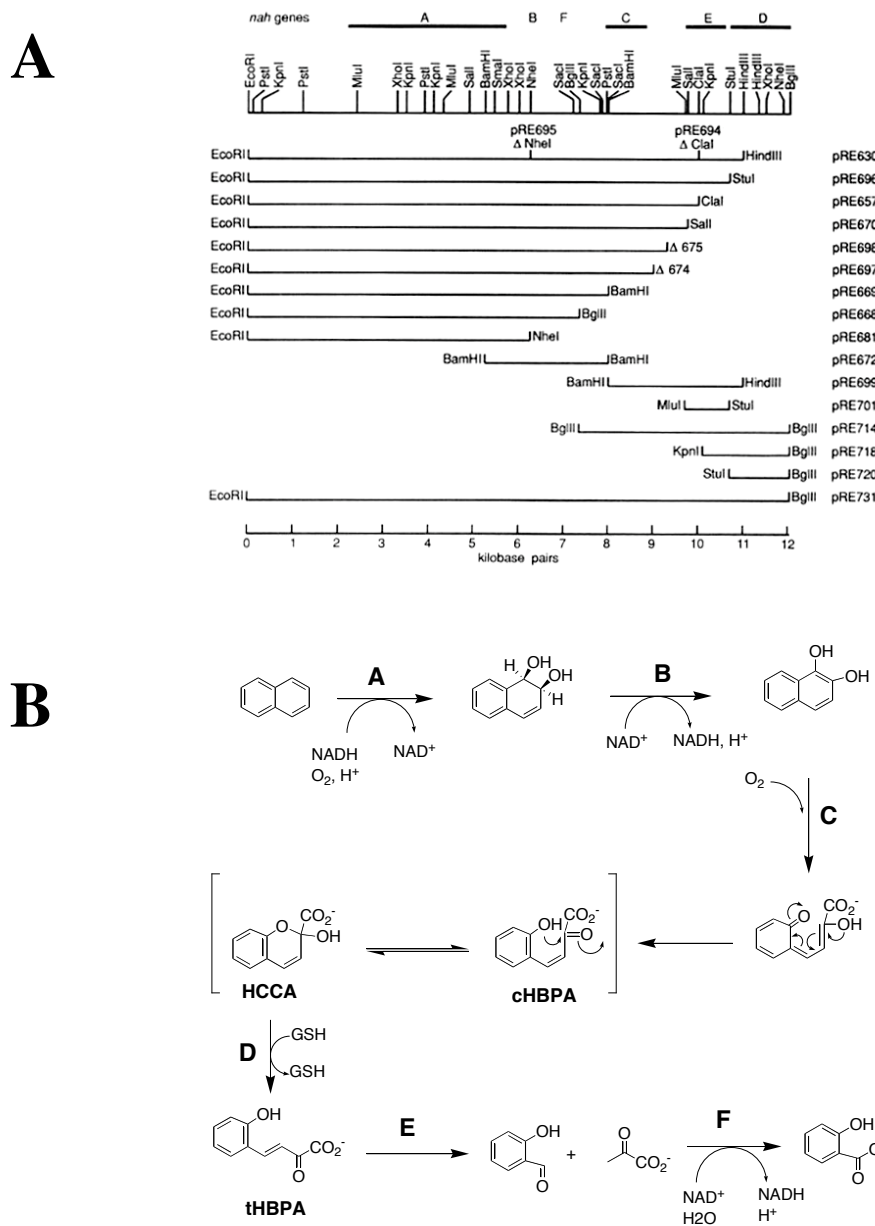 A
nah genes A B F C E D
EcoRI PstI KpnI PstI MluI XhoI KpnI PstI KpnI MluI SalI BamHI SmaI XhoI XhoI NheI SacI BglII KpnI SacI PstI SacI BamHI MluI SalI ClaI KpnI StuI HindIII HindIII XhoI NheI BglII
pRE695 pRE694
Δ NheI Δ ClaI
EcoRI HindIII pRE630
EcoRI StuI pRE696
EcoRI ClaI pRE657
EcoRI SalI pRE670
EcoRI Δ 675 pRE698
EcoRI Δ 674 pRE697
EcoRI BamHI pRE669
EcoRI BglII pRE668
EcoRI NheI pRE681
BamHI BamHI pRE672
BamHI HindIII pRE699
MluI StuI pRE701
BglII BglII pRE714
KpnI BglII pRE718
StuI BglII pRE720
EcoRI BglII pRE731
0 1 2 3 4 5 6 7 8 9 10 11 12
kilobase pairs
B
A B
H OH OH H OH OH
NADH NAD+ NAD+ NADH, H+
O2, H+
O2
C
CO2- OH O
HCCA
OH CO2- O
cHBPA
O CO2- OH
D GSH
GSH
OH CO2- O
tHBPA
E
OH O + O CO2-
F
NAD+ NADH
H2O H+
OH O